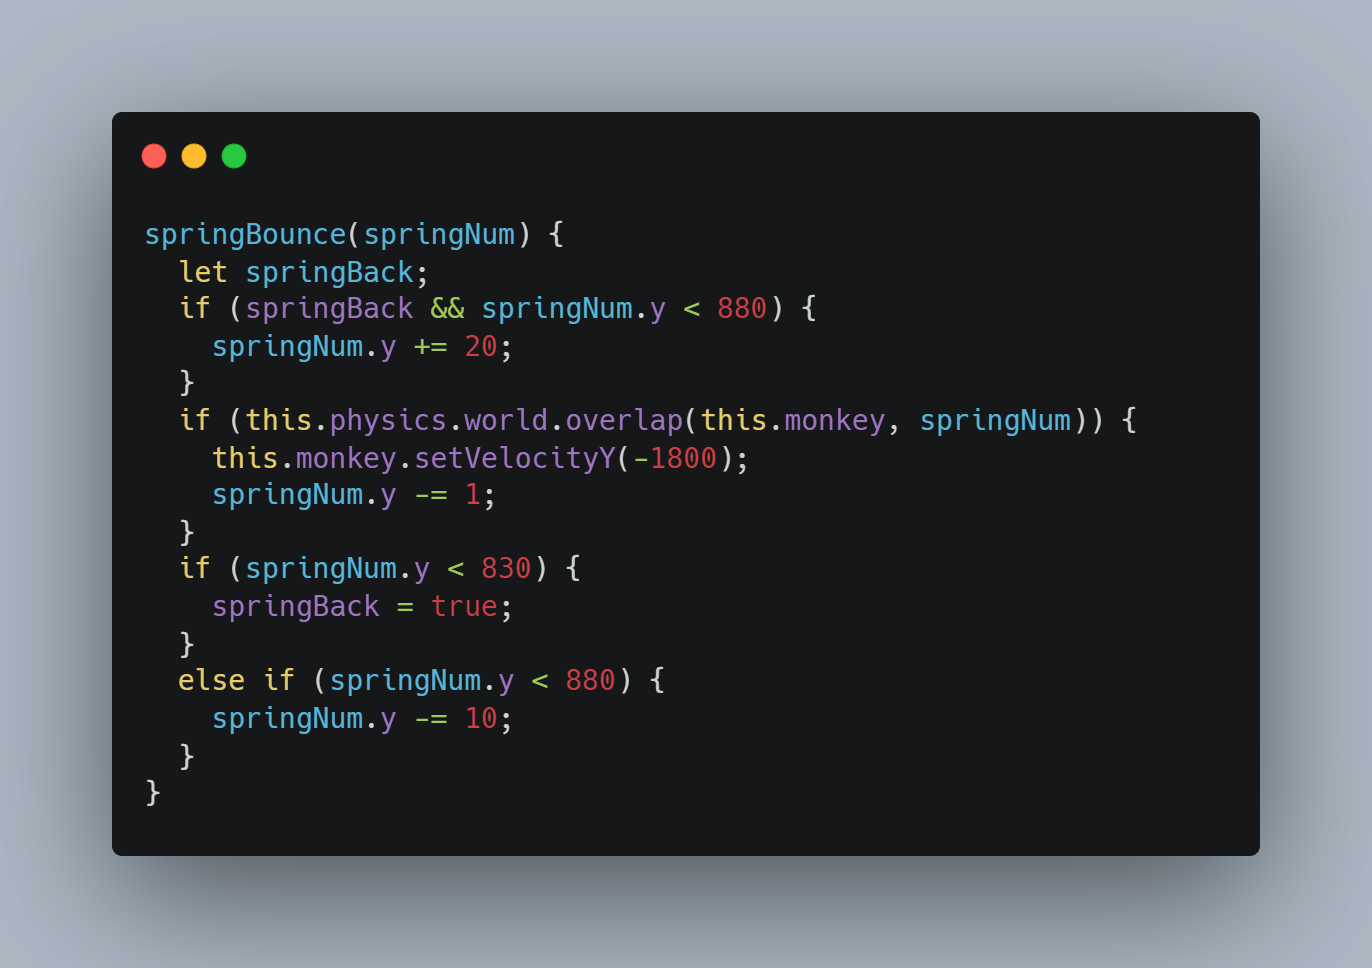 springBounce(springNum) {
  let springBack;
  if (springBack && springNum.y < 880) {
    springNum.y += 20;
  }
  if (this.physics.world.overlap(this.monkey, springNum)) {
    this.monkey.setVelocityY(-1800);
    springNum.y -= 1;
  }
  if (springNum.y < 830) {
    springBack = true;
  }
  else if (springNum.y < 880) {
    springNum.y -= 10;
  }
}